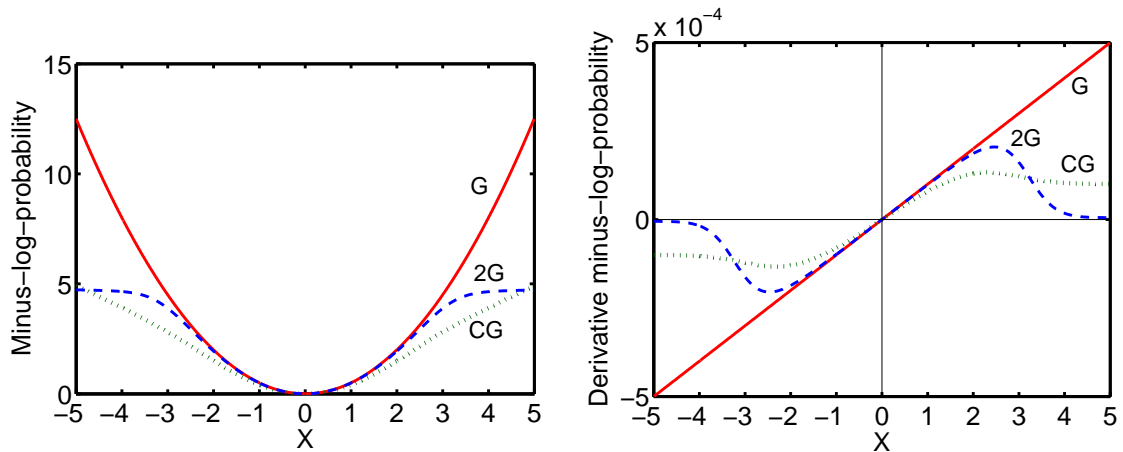 Minus−log−probability
15
10
5
0
G
2G
CG
−5 −4 −3 −2 −1 0 1 2 3 4 5
X
Derivative minus−log−probability
5 x 10−4
0
−5
G
2G
CG
−5 −4 −3 −2 −1 0 1 2 3 4 5
X